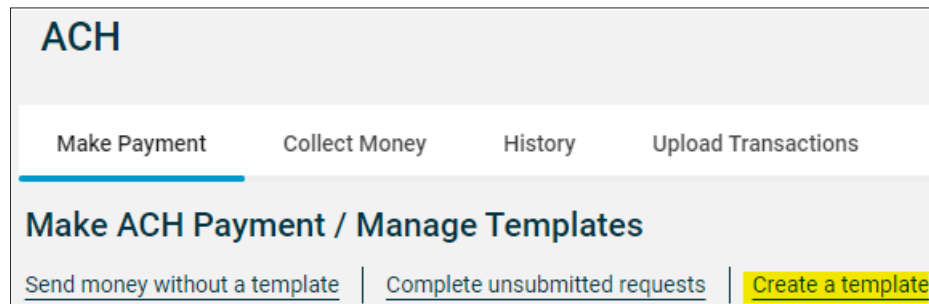 ACH
Make Payment Collect Money History Upload Transactions
Make ACH Payment / Manage Templates
Send money without a template | Complete unsubmitted requests | Create a template